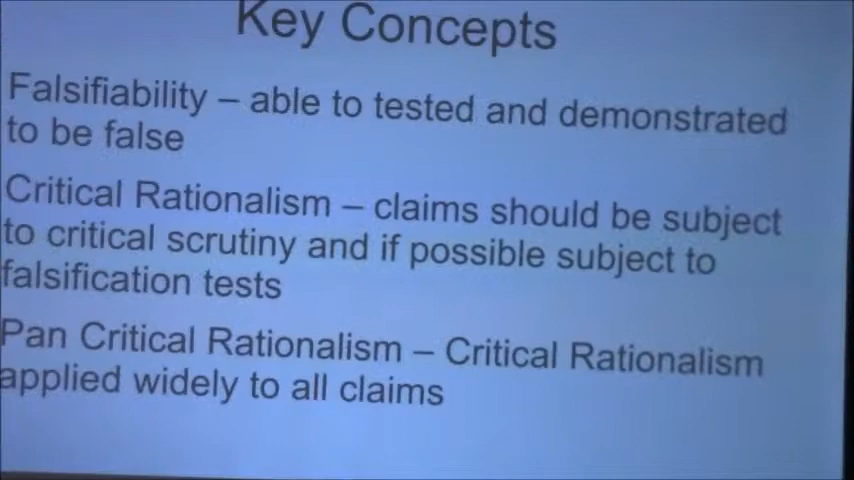 Key Concepts
Falsifiability – able to tested and demonstrated
to be false
Critical Rationalism – claims should be subject
to critical scrutiny and if possible subject to
falsification tests
Pan Critical Rationalism – Critical Rationalism
applied widely to all claims